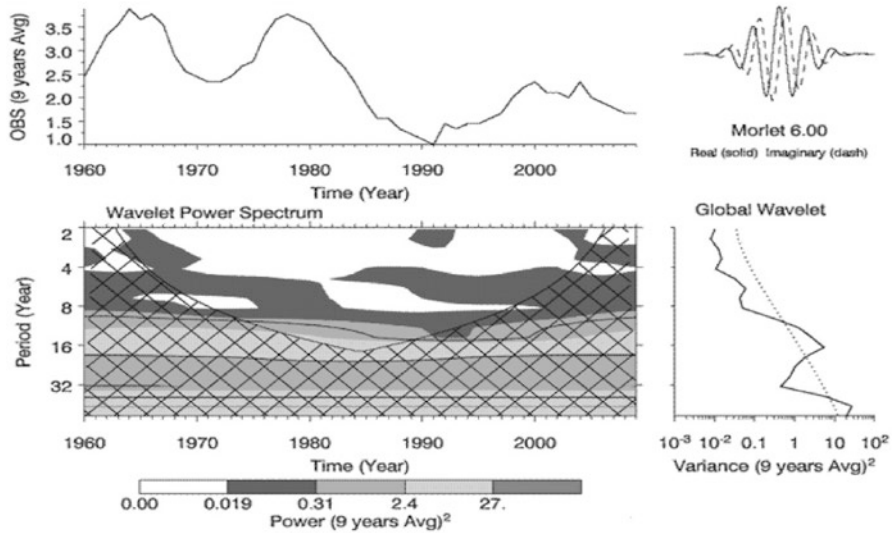 OBS (9 years Avg)
3.5
3.0
2.5
2.0
1.5
1.0
1960 1970 1980 1990 2000
Time (Year)
Morlet 6.00
Real (solid) Imaginary (dash)
Wavelet Power Spectrum
Period (Year)
2
4
8
16
32
1960 1970 1980 1990 2000
Time (Year)
Global Wavelet
10-3 10-2 0.1 1 10 102
Variance (9 years Avg)2
0.00 0.019 0.31 2.4 27.
Power (9 years Avg)2